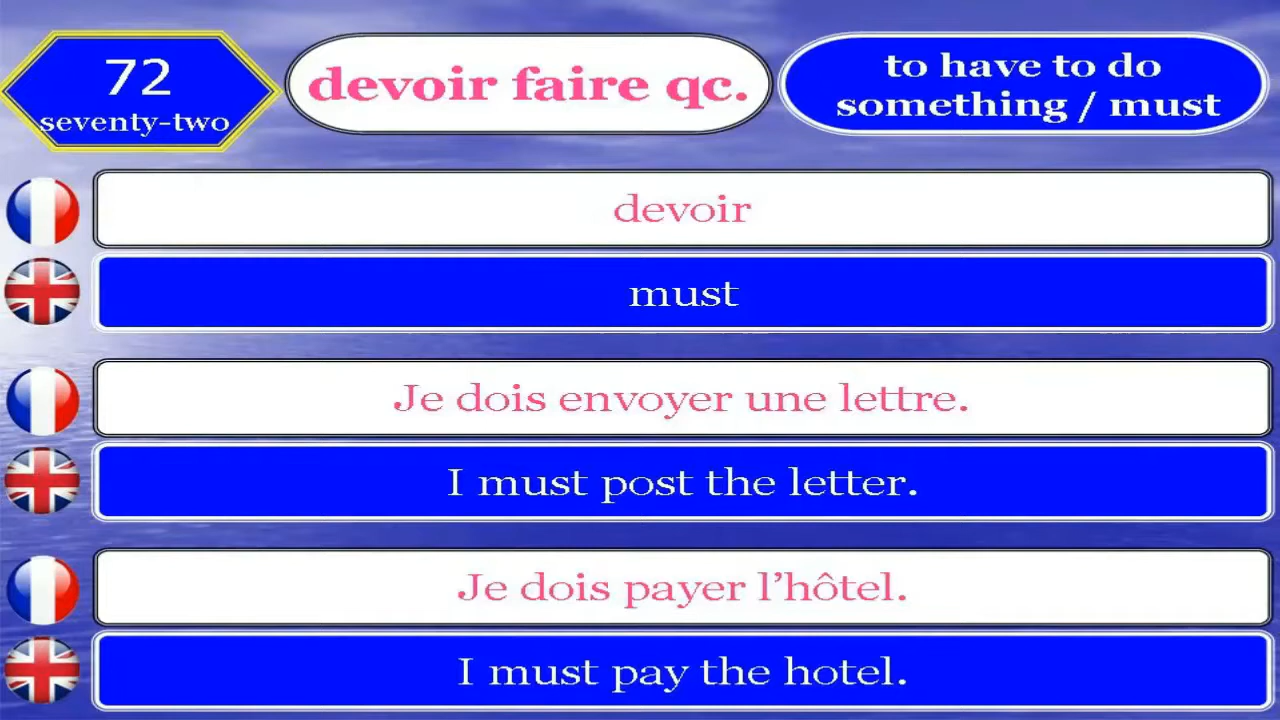 72
seventy-two
devoir faire qc.
to have to do
something / must
devoir
must
Je dois envoyer une lettre.
I must post the letter.
Je dois payer l’hôtel.
I must pay the hotel.